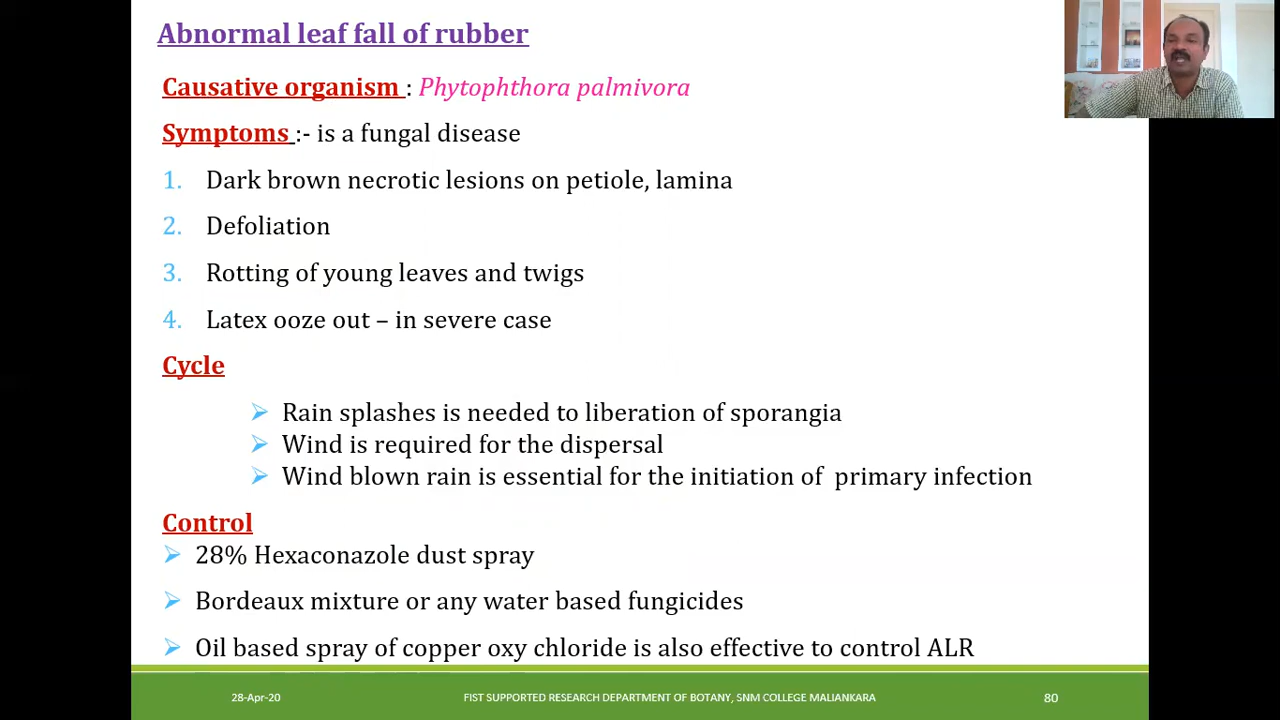 Abnormal leaf fall of rubber
Causative organism : Phytophthora palmivora
Symptoms :- is a fungal disease
1. Dark brown necrotic lesions on petiole, lamina
2. Defoliation
3. Rotting of young leaves and twigs
4. Latex ooze out – in severe case
Cycle
➢ Rain splashes is needed to liberation of sporangia
➢ Wind is required for the dispersal
➢ Wind blown rain is essential for the initiation of primary infection
Control
➢ 28% Hexaconazole dust spray
➢ Bordeaux mixture or any water based fungicides
➢ Oil based spray of copper oxy chloride is also effective to control ALR
28-Apr-20 FIST SUPPORTED RESEARCH DEPARTMENT OF BOTANY, SNM COLLEGE MALIANKARA 80